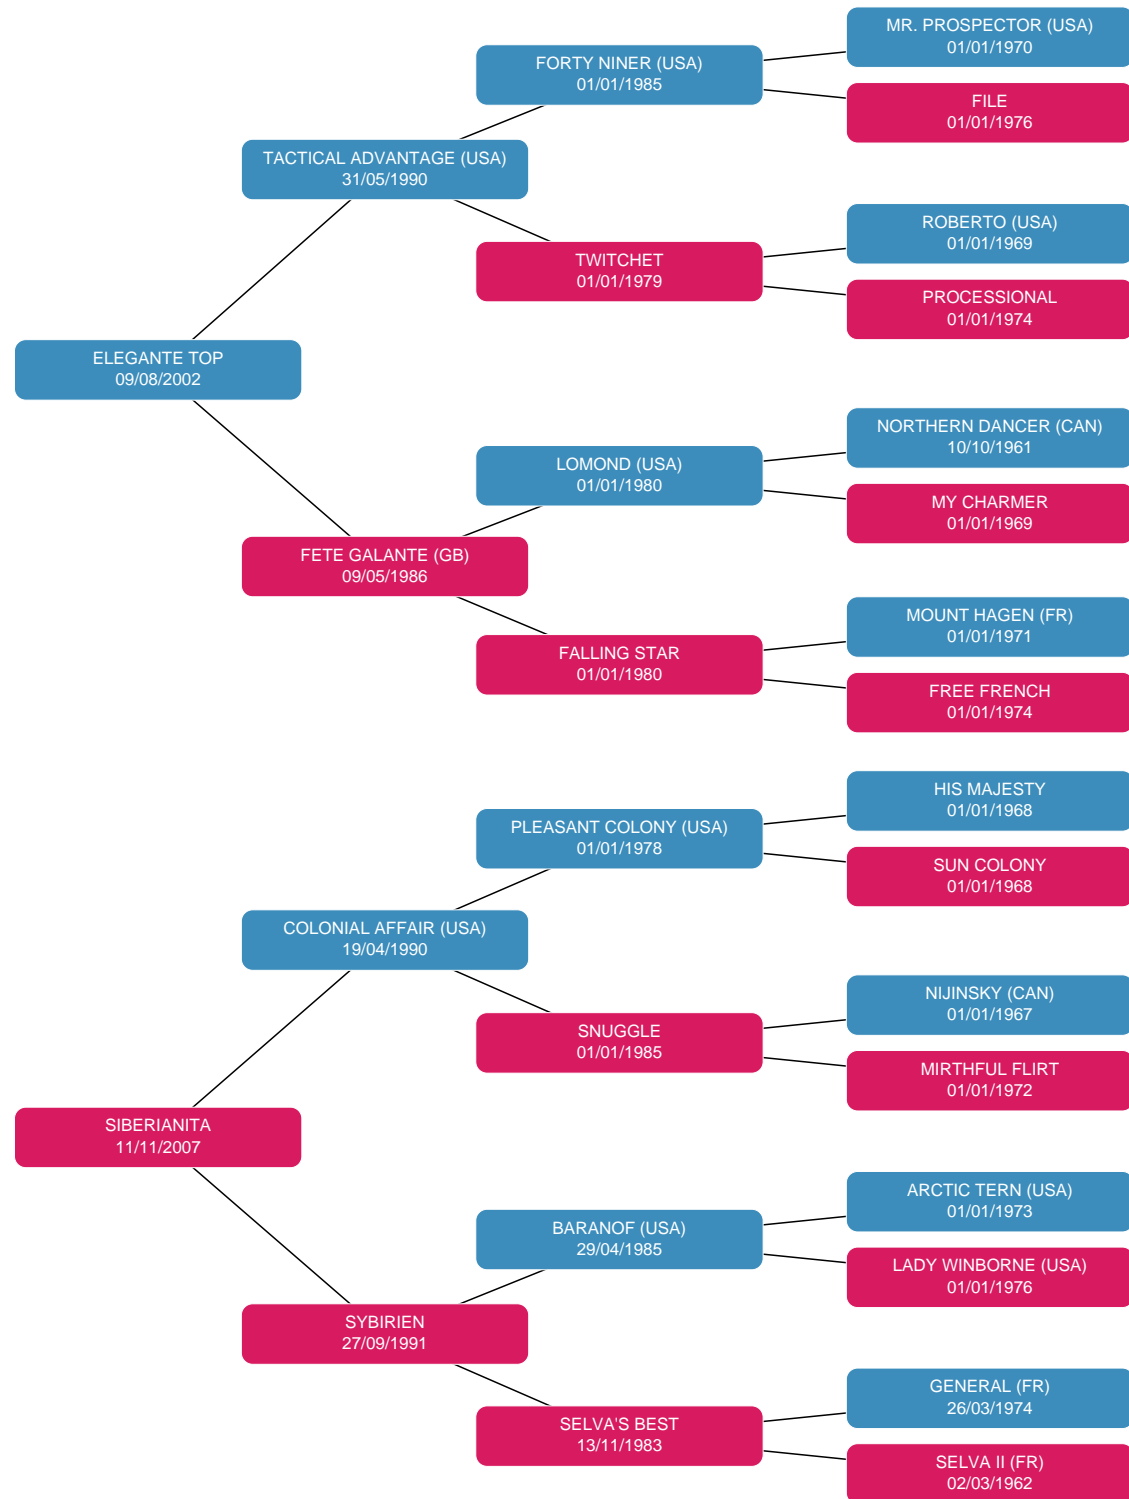 MR. PROSPECTOR (USA)
01/01/1970
FORTY NINER (USA)
01/01/1985
FILE
01/01/1976
TACTICAL ADVANTAGE (USA)
31/05/1990
ROBERTO (USA)
01/01/1969
TWITCHET
01/01/1979
PROCESSIONAL
01/01/1974
ELEGANTE TOP
09/08/2002
NORTHERN DANCER (CAN)
10/10/1961
LOMOND (USA)
01/01/1980
MY CHARMER
01/01/1969
FETE GALANTE (GB)
09/05/1986
MOUNT HAGEN (FR)
01/01/1971
FALLING STAR
01/01/1980
FREE FRENCH
01/01/1974
HIS MAJESTY
01/01/1968
PLEASANT COLONY (USA)
01/01/1978
SUN COLONY
01/01/1968
COLONIAL AFFAIR (USA)
19/04/1990
NIJINSKY (CAN)
01/01/1967
SNUGGLE
01/01/1985
MIRTHFUL FLIRT
01/01/1972
SIBERIANITA
11/11/2007
ARCTIC TERN (USA)
01/01/1973
BARANOF (USA)
29/04/1985
LADY WINBORNE (USA)
01/01/1976
SYBIRIEN
27/09/1991
GENERAL (FR)
26/03/1974
SELVA'S BEST
13/11/1983
SELVA II (FR)
02/03/1962